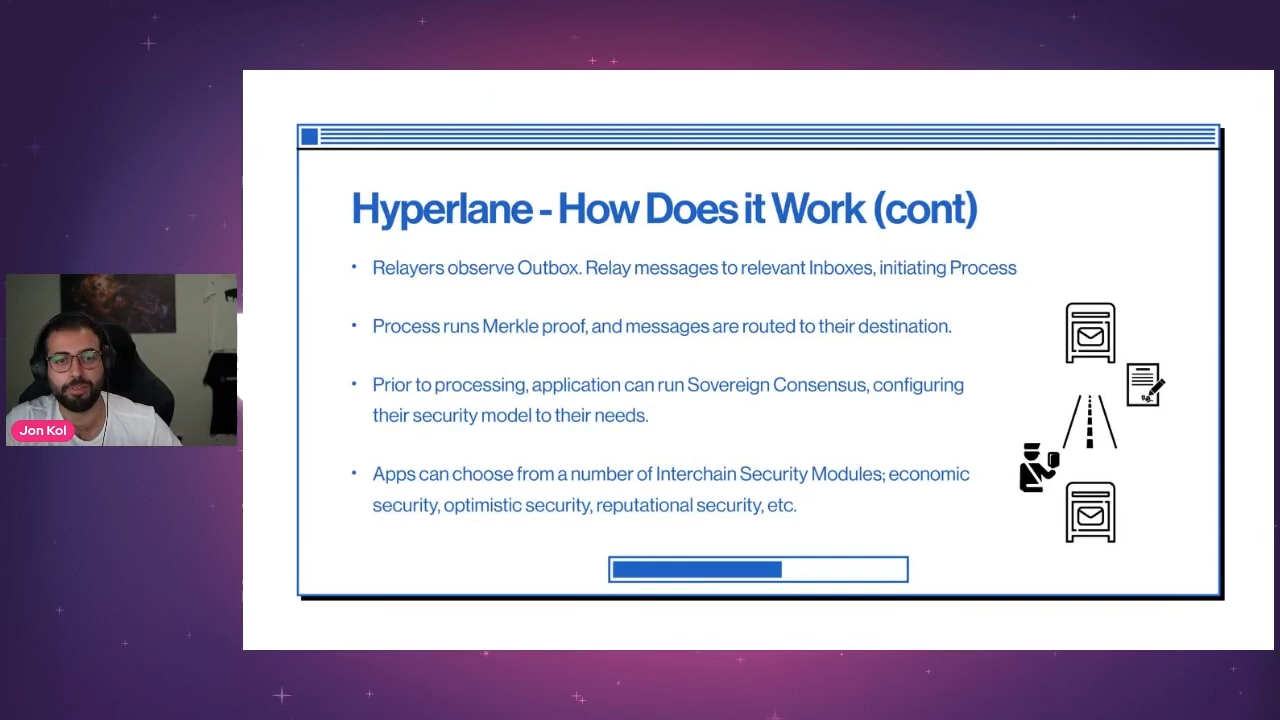 Hyperlane - How Does it Work (cont)
• Relayers observe Outbox. Relay messages to relevant Inboxes, initiating Process
• Process runs Merkle proof, and messages are routed to their destination.
• Prior to processing, application can run Sovereign Consensus, configuring
their security model to their needs.
• Apps can choose from a number of Interchain Security Modules; economic
security, optimistic security, reputational security, etc.
Jon Kol